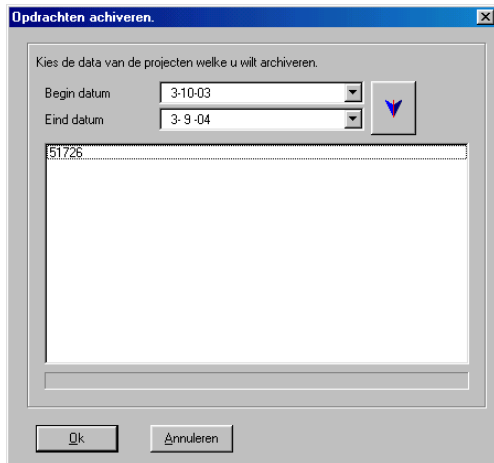 Opdrachten achiveren.
Kies de data van de projecten welke u wilt archiveren.
Begin datum 3-10-03
Eind datum 3- 9 -04
51726
Ok Annuleren